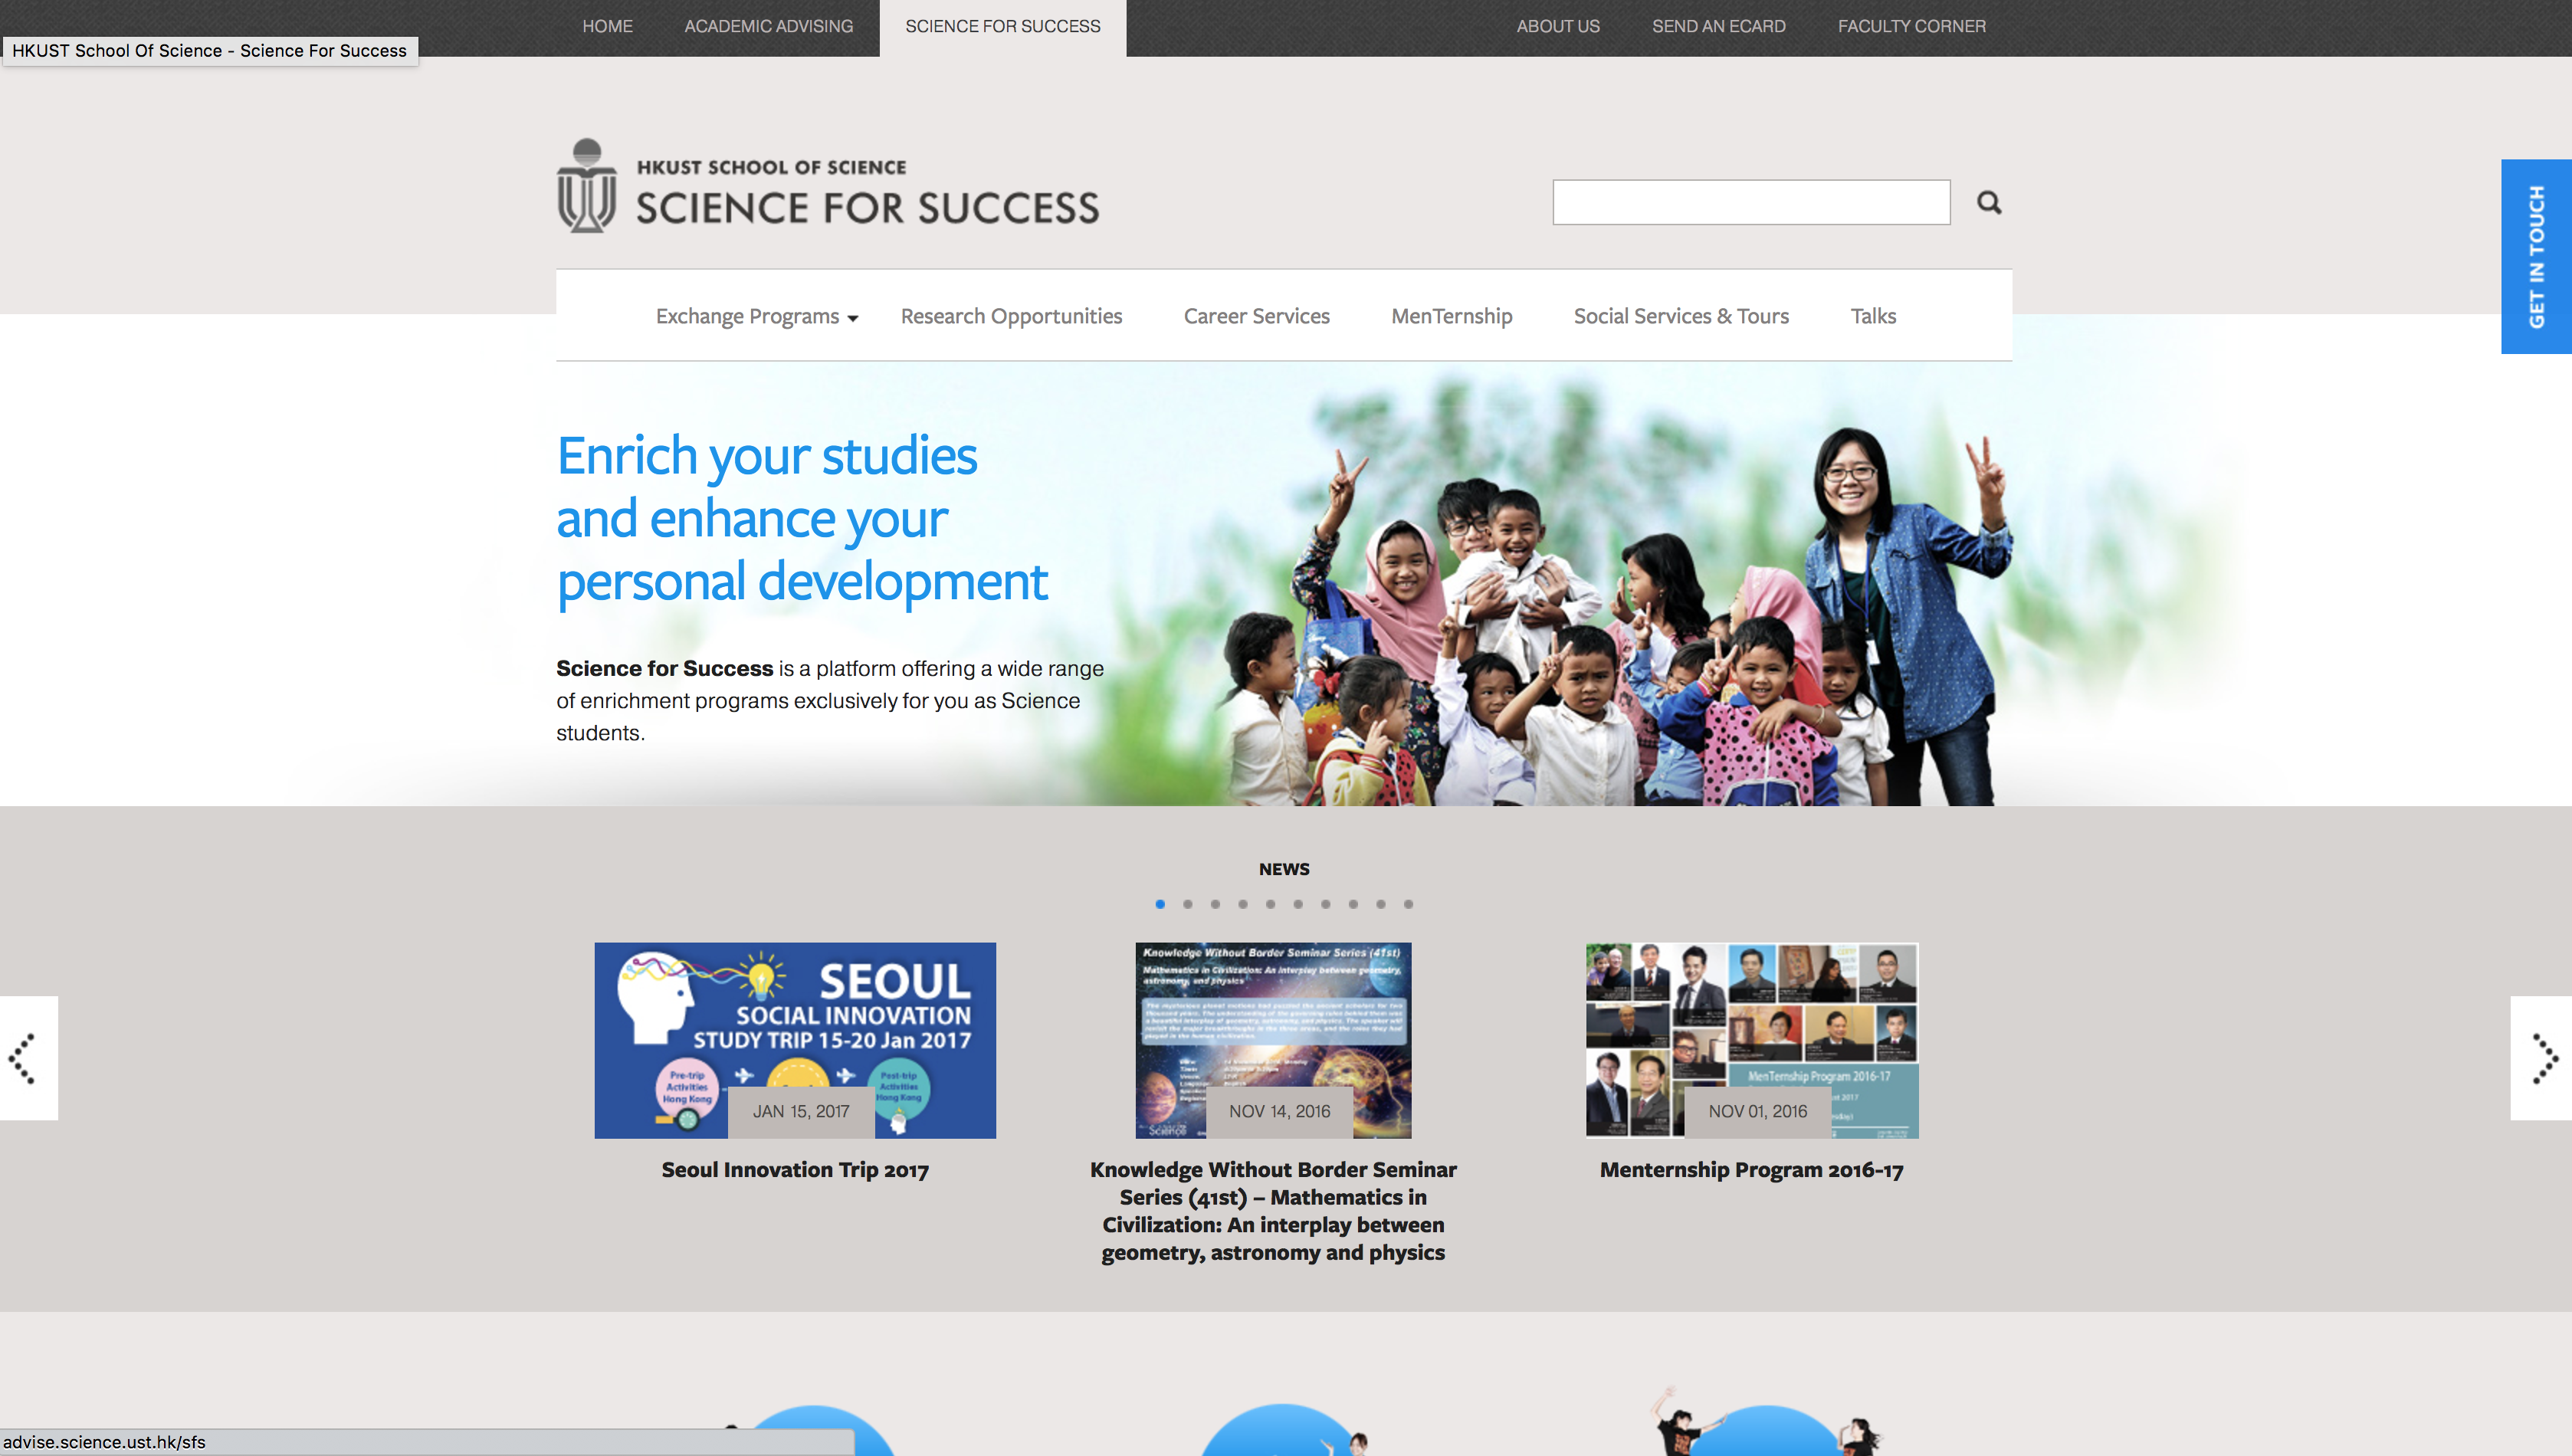 HOME
ACADEMIC ADVISING
SCIENCE FOR SUCCESS
ABOUT US
SEND AN ECARD
FACULTY CORNER
HKUST School Of Science - Science For Success
HKUST SCHOOL OF SCIENCE
SCIENCE FOR SUCCESS
GET IN TOUCH
Exchange Programs
Research Opportunities
Career Services
MenTernship
Social Services & Tours
Talks
Enrich your studies
and enhance your
personal development
Science for Success is a platform offering a wide range
of enrichment programs exclusively for you as Science
students.
NEWS
SEOUL
SOCIAL INNOVATION
STUDY TRIP 15-20 Jan 2017
Pre-trip
Activities
Hong Kong
Post-trip
Activities
Hong Kong
JAN 15, 2017
Seoul Innovation Trip 2017
Knowledge Without Border Seminar Series (41st)
Mathematics in Civilization: An interplay between geometry,
astronomy, and physics
Science
NOV 14, 2016
Knowledge Without Border Seminar
Series (41st) – Mathematics in
Civilization: An interplay between
geometry, astronomy and physics
MenTernship Program 2016-17
NOV 01, 2016
Menternship Program 2016-17
advise.science.ust.hk/sfs